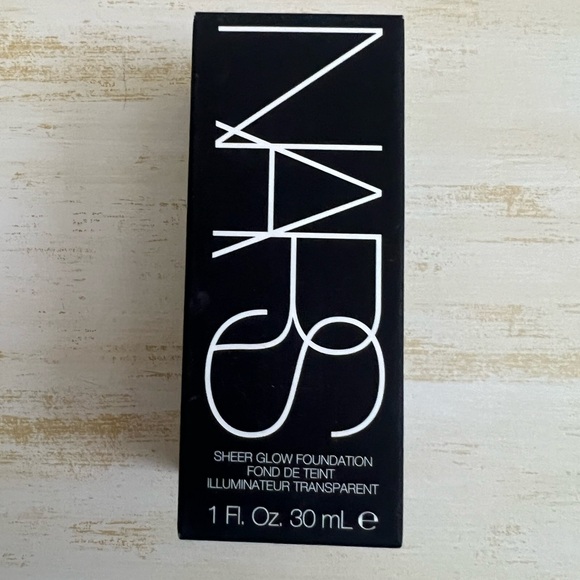 NARS
SHEER GLOW FOUNDATION
FOND DE TEINT
ILLUMINATEUR TRANSPARENT
1 Fl. Oz. 30 mL ℮